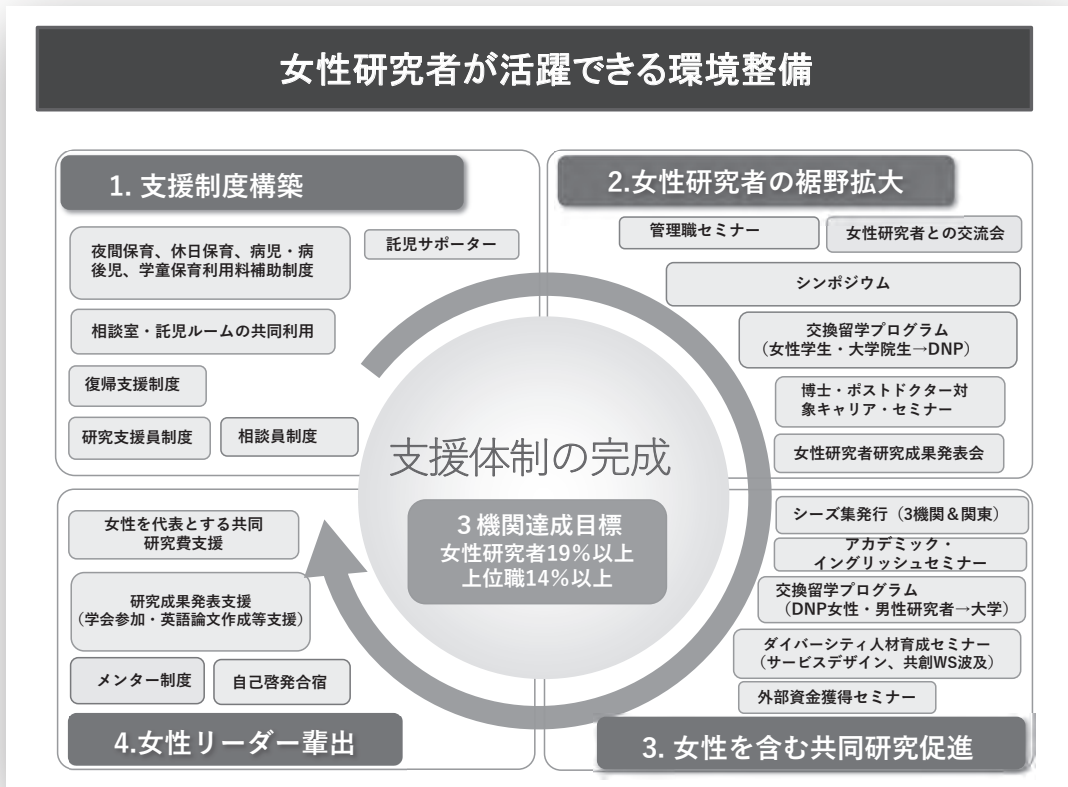 女性研究者が活躍できる環境整備
1. 支援制度構築
夜間保育、休日保育、病児・病
後児、学童保育利用料補助制度
託児サポーター
相談室・託児ルームの共同利用
復帰支援制度
研究支援員制度
相談員制度
2.女性研究者の裾野拡大
管理職セミナー
女性研究者との交流会
シンポジウム
交換留学プログラム
（女性学生・大学院生→DNP）
博士・ポストドクター対
象キャリア・セミナー
女性研究者研究成果発表会
支援体制の完成
３機関達成目標
女性研究者19％以上
上位職14％以上
シーズ集発行（3機関＆関東）
アカデミック・
イングリッシュセミナー
交換留学プログラム
（DNP女性・男性研究者→大学）
ダイバーシティ人材育成セミナー
（サービスデザイン、共創WS波及）
外部資金獲得セミナー
3. 女性を含む共同研究促進
女性を代表とする共同
研究費支援
研究成果発表支援
（学会参加・英語論文作成等支援）
メンター制度
自己啓発合宿
4.女性リーダー輩出